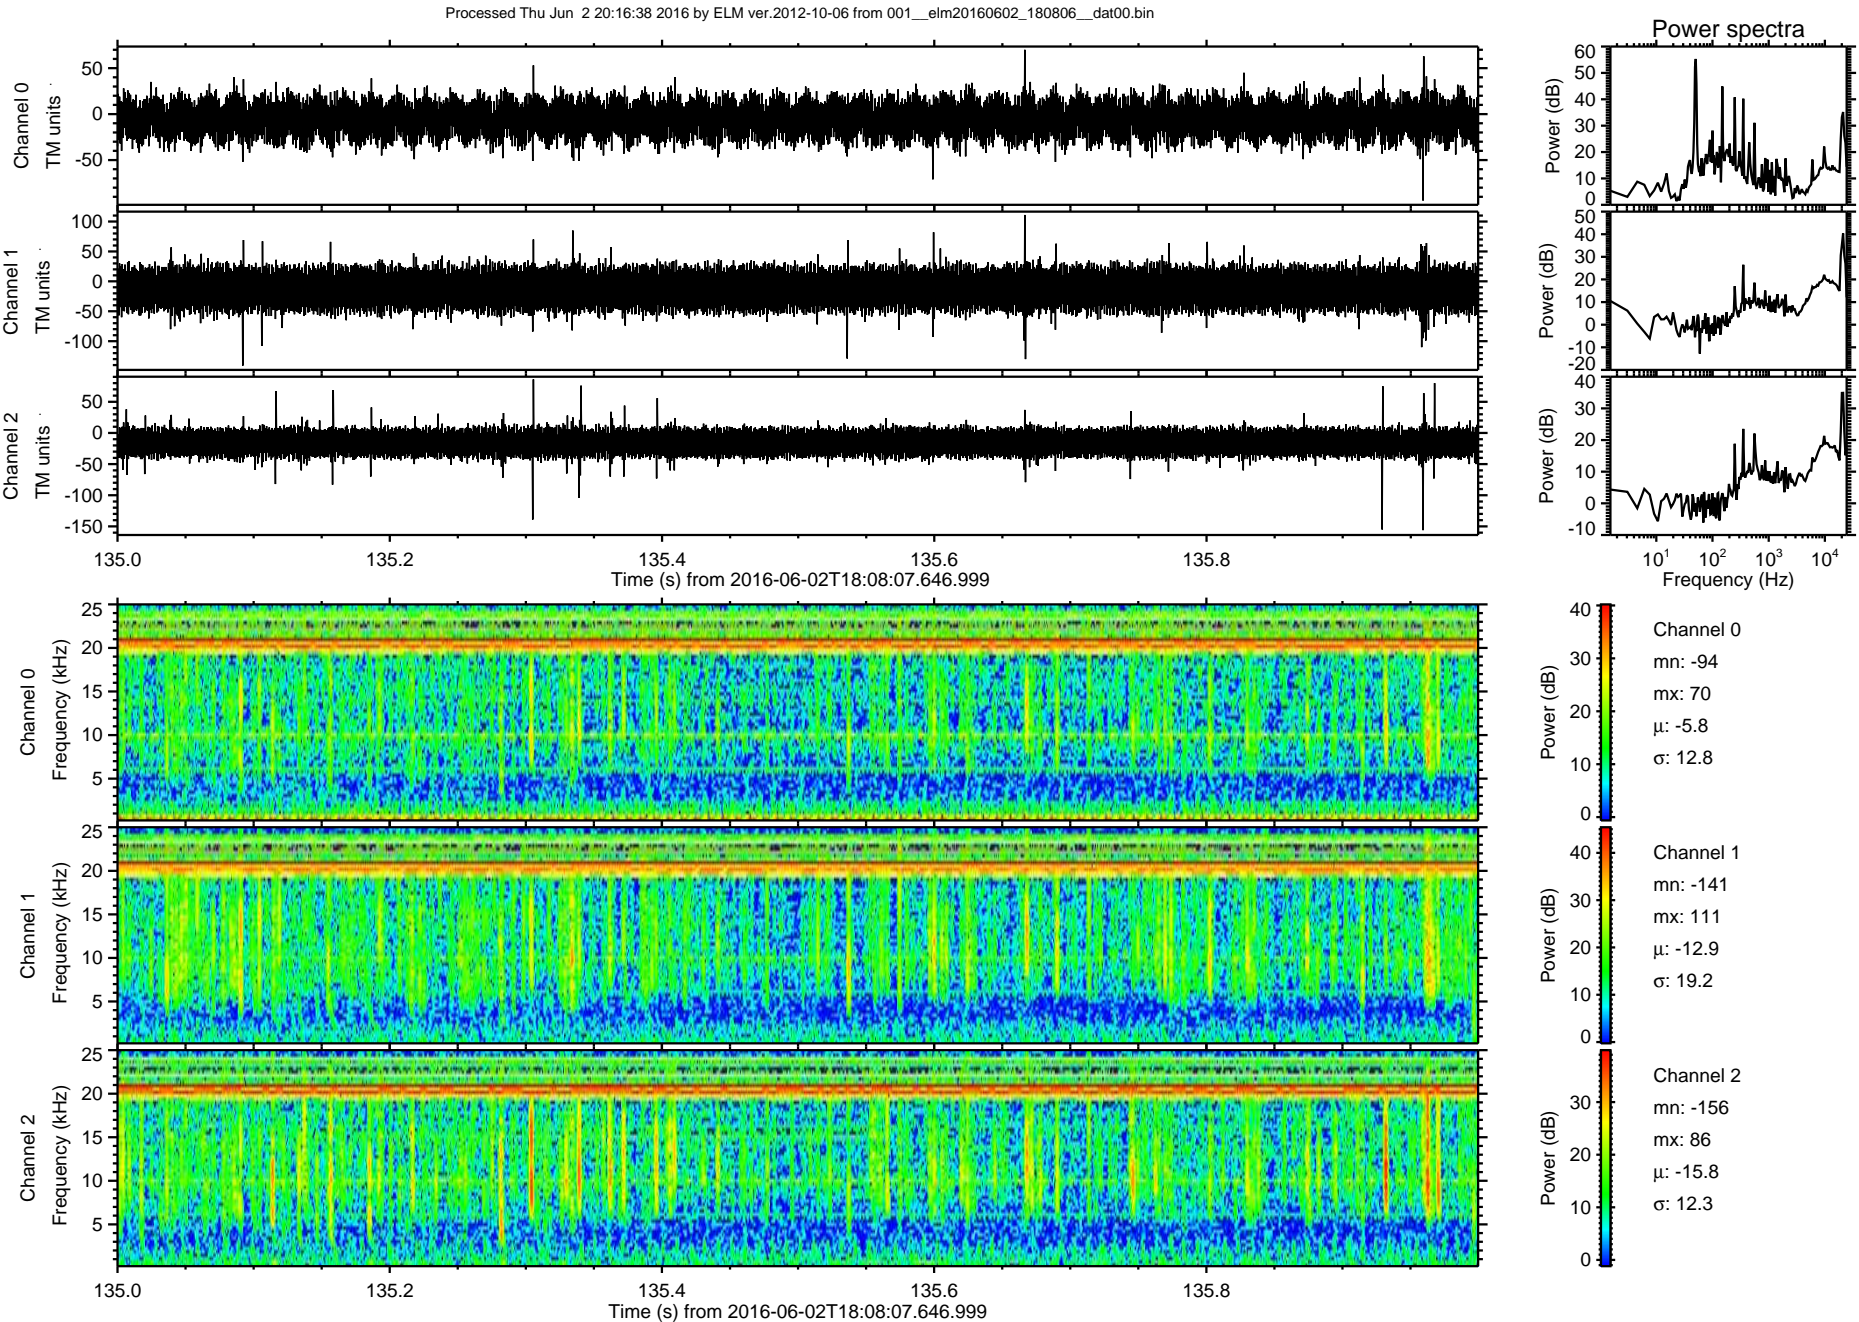 Processed Thu Jun  2 20:16:38 2016 by ELM ver.2012-10-06 from 001__elm20160602_180806__dat00.bin
Power spectra
Channel 0
TM units
50
0
-50
Power (dB)
60
50
40
30
20
10
0
Channel 1
TM units
100
50
0
-50
-100
Power (dB)
50
40
30
20
10
0
-10
-20
Channel 2
TM units
50
0
-50
-100
-150
Power (dB)
40
30
20
10
0
-10
135.0 135.2 135.4 135.6 135.8
Time (s) from 2016-06-02T18:08:07.646.999
10^1 10^2 10^3 10^4
Frequency (Hz)
Channel 0
Frequency (kHz)
25
20
15
10
5
Power (dB)
40
30
20
10
0
Channel 0
mn: -94
mx: 70
µ: -5.8
σ: 12.8
Channel 1
Frequency (kHz)
25
20
15
10
5
Power (dB)
40
30
20
10
0
Channel 1
mn: -141
mx: 111
µ: -12.9
σ: 19.2
Channel 2
Frequency (kHz)
25
20
15
10
5
Power (dB)
30
20
10
0
Channel 2
mn: -156
mx: 86
µ: -15.8
σ: 12.3
135.0 135.2 135.4 135.6 135.8
Time (s) from 2016-06-02T18:08:07.646.999